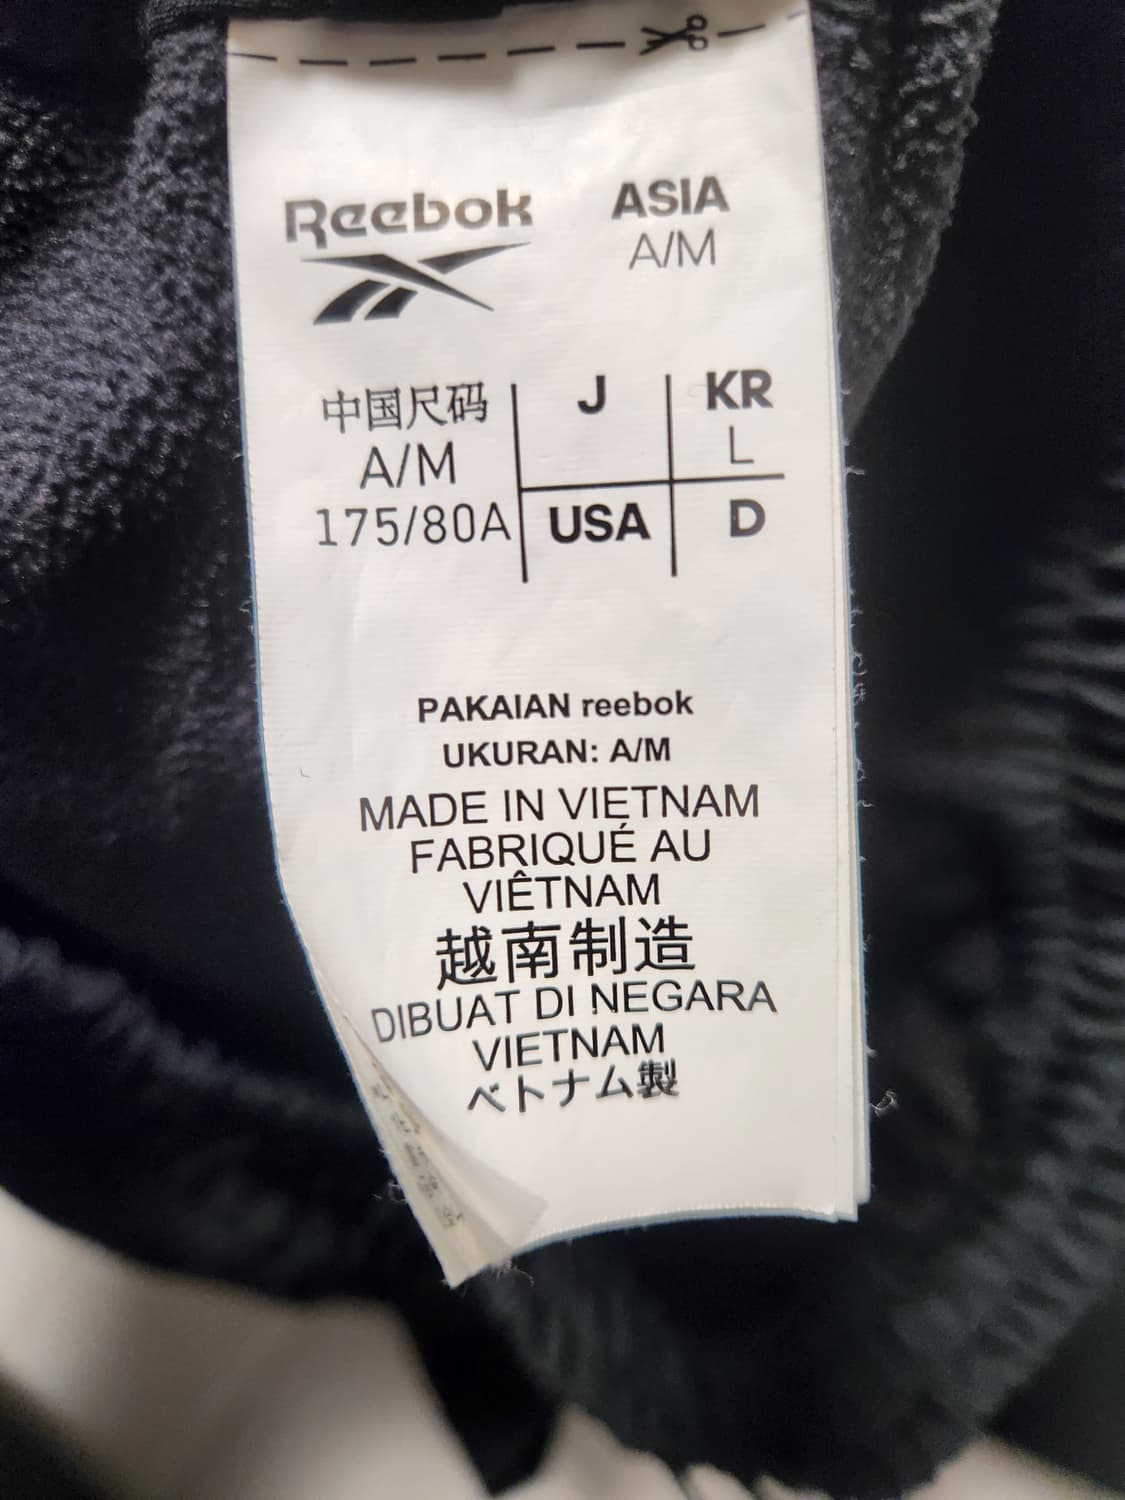 Reebok
ASIA
A/M
中国尺码
A/M
175/80A
J
KR
L
USA
D
PAKAIAN reebok
UKURAN: A/M
MADE IN VIETNAM
FABRIQUÉ AU
VIÊTNAM
越南制造
DIBUAT DI NEGARA
VIETNAM
ベトナム製